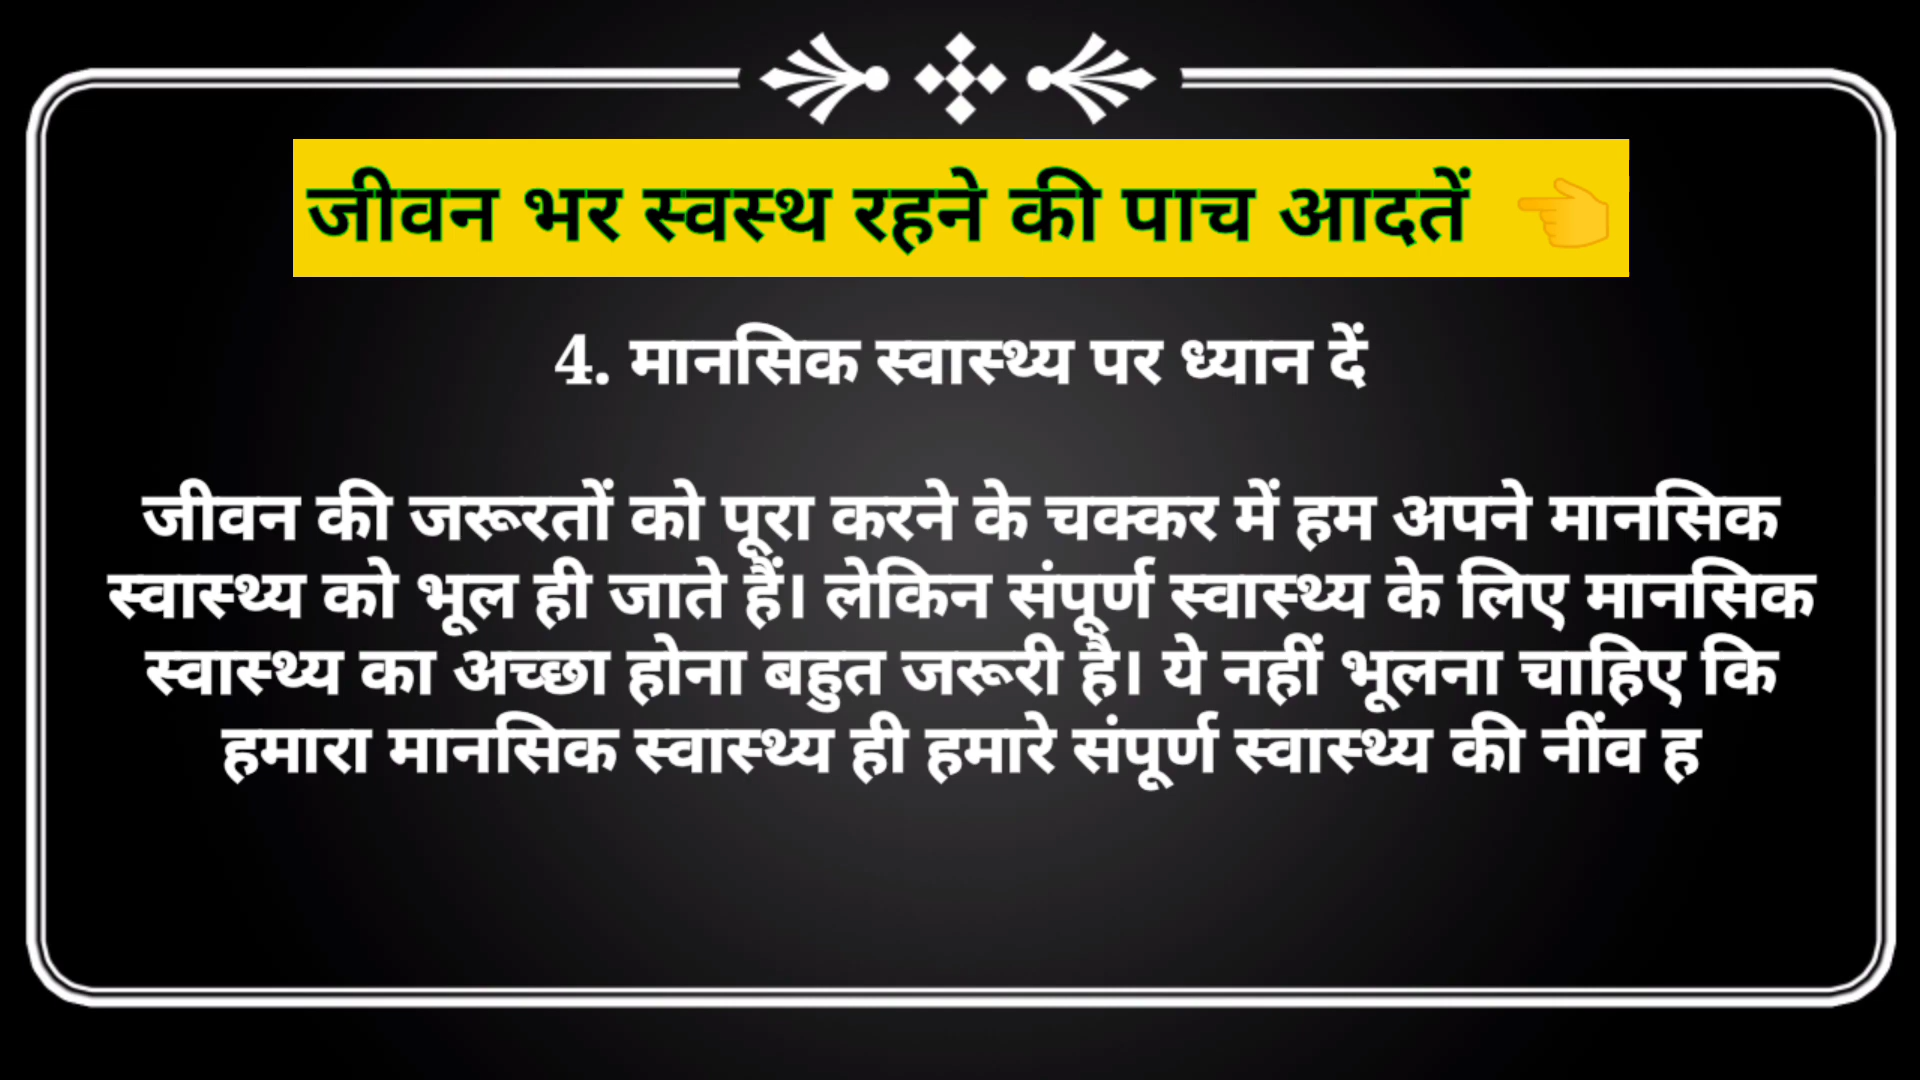 जीवन भर स्वस्थ रहने की पाच आदतें 👈
4. मानसिक स्वास्थ्य पर ध्यान दें
जीवन की जरूरतों को पूरा करने के चक्कर में हम अपने मानसिक
स्वास्थ्य को भूल ही जाते हैं। लेकिन संपूर्ण स्वास्थ्य के लिए मानसिक
स्वास्थ्य का अच्छा होना बहुत जरूरी है। ये नहीं भूलना चाहिए कि
हमारा मानसिक स्वास्थ्य ही हमारे संपूर्ण स्वास्थ्य की नींव ह